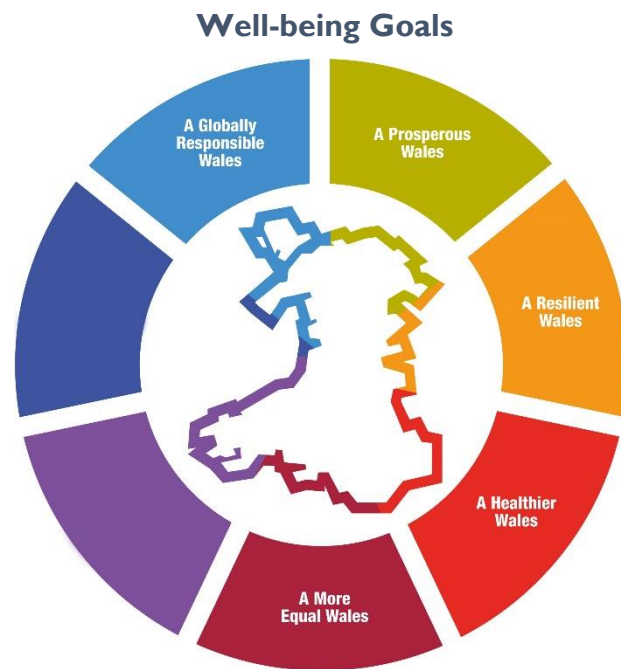 Well-being Goals
A Globally
Responsible
Wales
A Prosperous
Wales
A Resilient
Wales
A Healthier
Wales
A More
Equal Wales